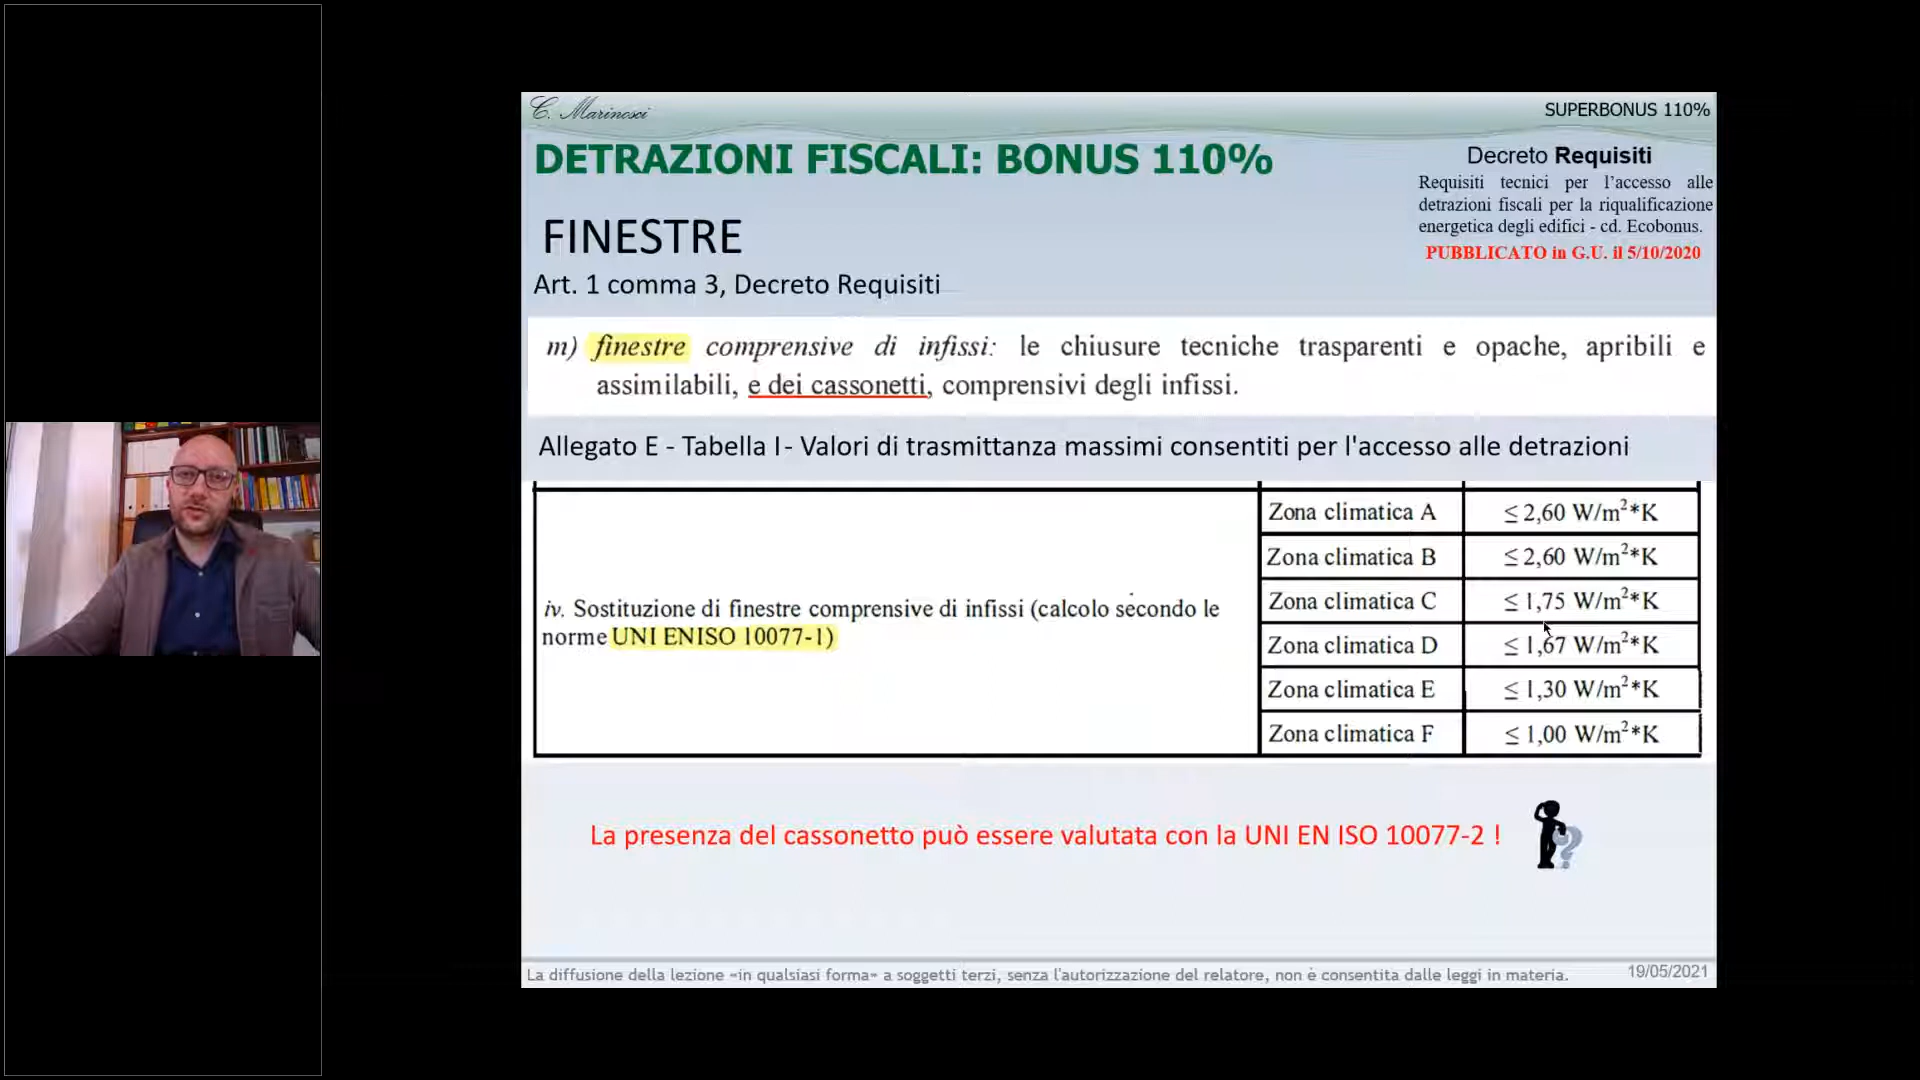 C. Marinosci
SUPERBONUS 110%
DETRAZIONI FISCALI: BONUS 110%
Decreto Requisiti
Requisiti tecnici per l'accesso alle
detrazioni fiscali per la riqualificazione
energetica degli edifici - cd. Ecobonus.
PUBBLICATO in G.U. il 5/10/2020
FINESTRE
Art. 1 comma 3, Decreto Requisiti
m) finestre comprensive di infissi: le chiusure tecniche trasparenti e opache, apribili e
assimilabili, e dei cassonetti, comprensivi degli infissi.
Allegato E - Tabella I - Valori di trasmittanza massimi consentiti per l'accesso alle detrazioni
iv. Sostituzione di finestre comprensive di infissi (calcolo secondo le
norme UNI EN ISO 10077-1)
Zona climatica A ≤ 2,60 W/m²*K
Zona climatica B ≤ 2,60 W/m²*K
Zona climatica C ≤ 1,75 W/m²*K
Zona climatica D ≤ 1,67 W/m²*K
Zona climatica E ≤ 1,30 W/m²*K
Zona climatica F ≤ 1,00 W/m²*K
La presenza del cassonetto può essere valutata con la UNI EN ISO 10077-2 !
La diffusione della lezione «in qualsiasi forma» a soggetti terzi, senza l'autorizzazione del relatore, non è consentita dalle leggi in materia.
19/05/2021